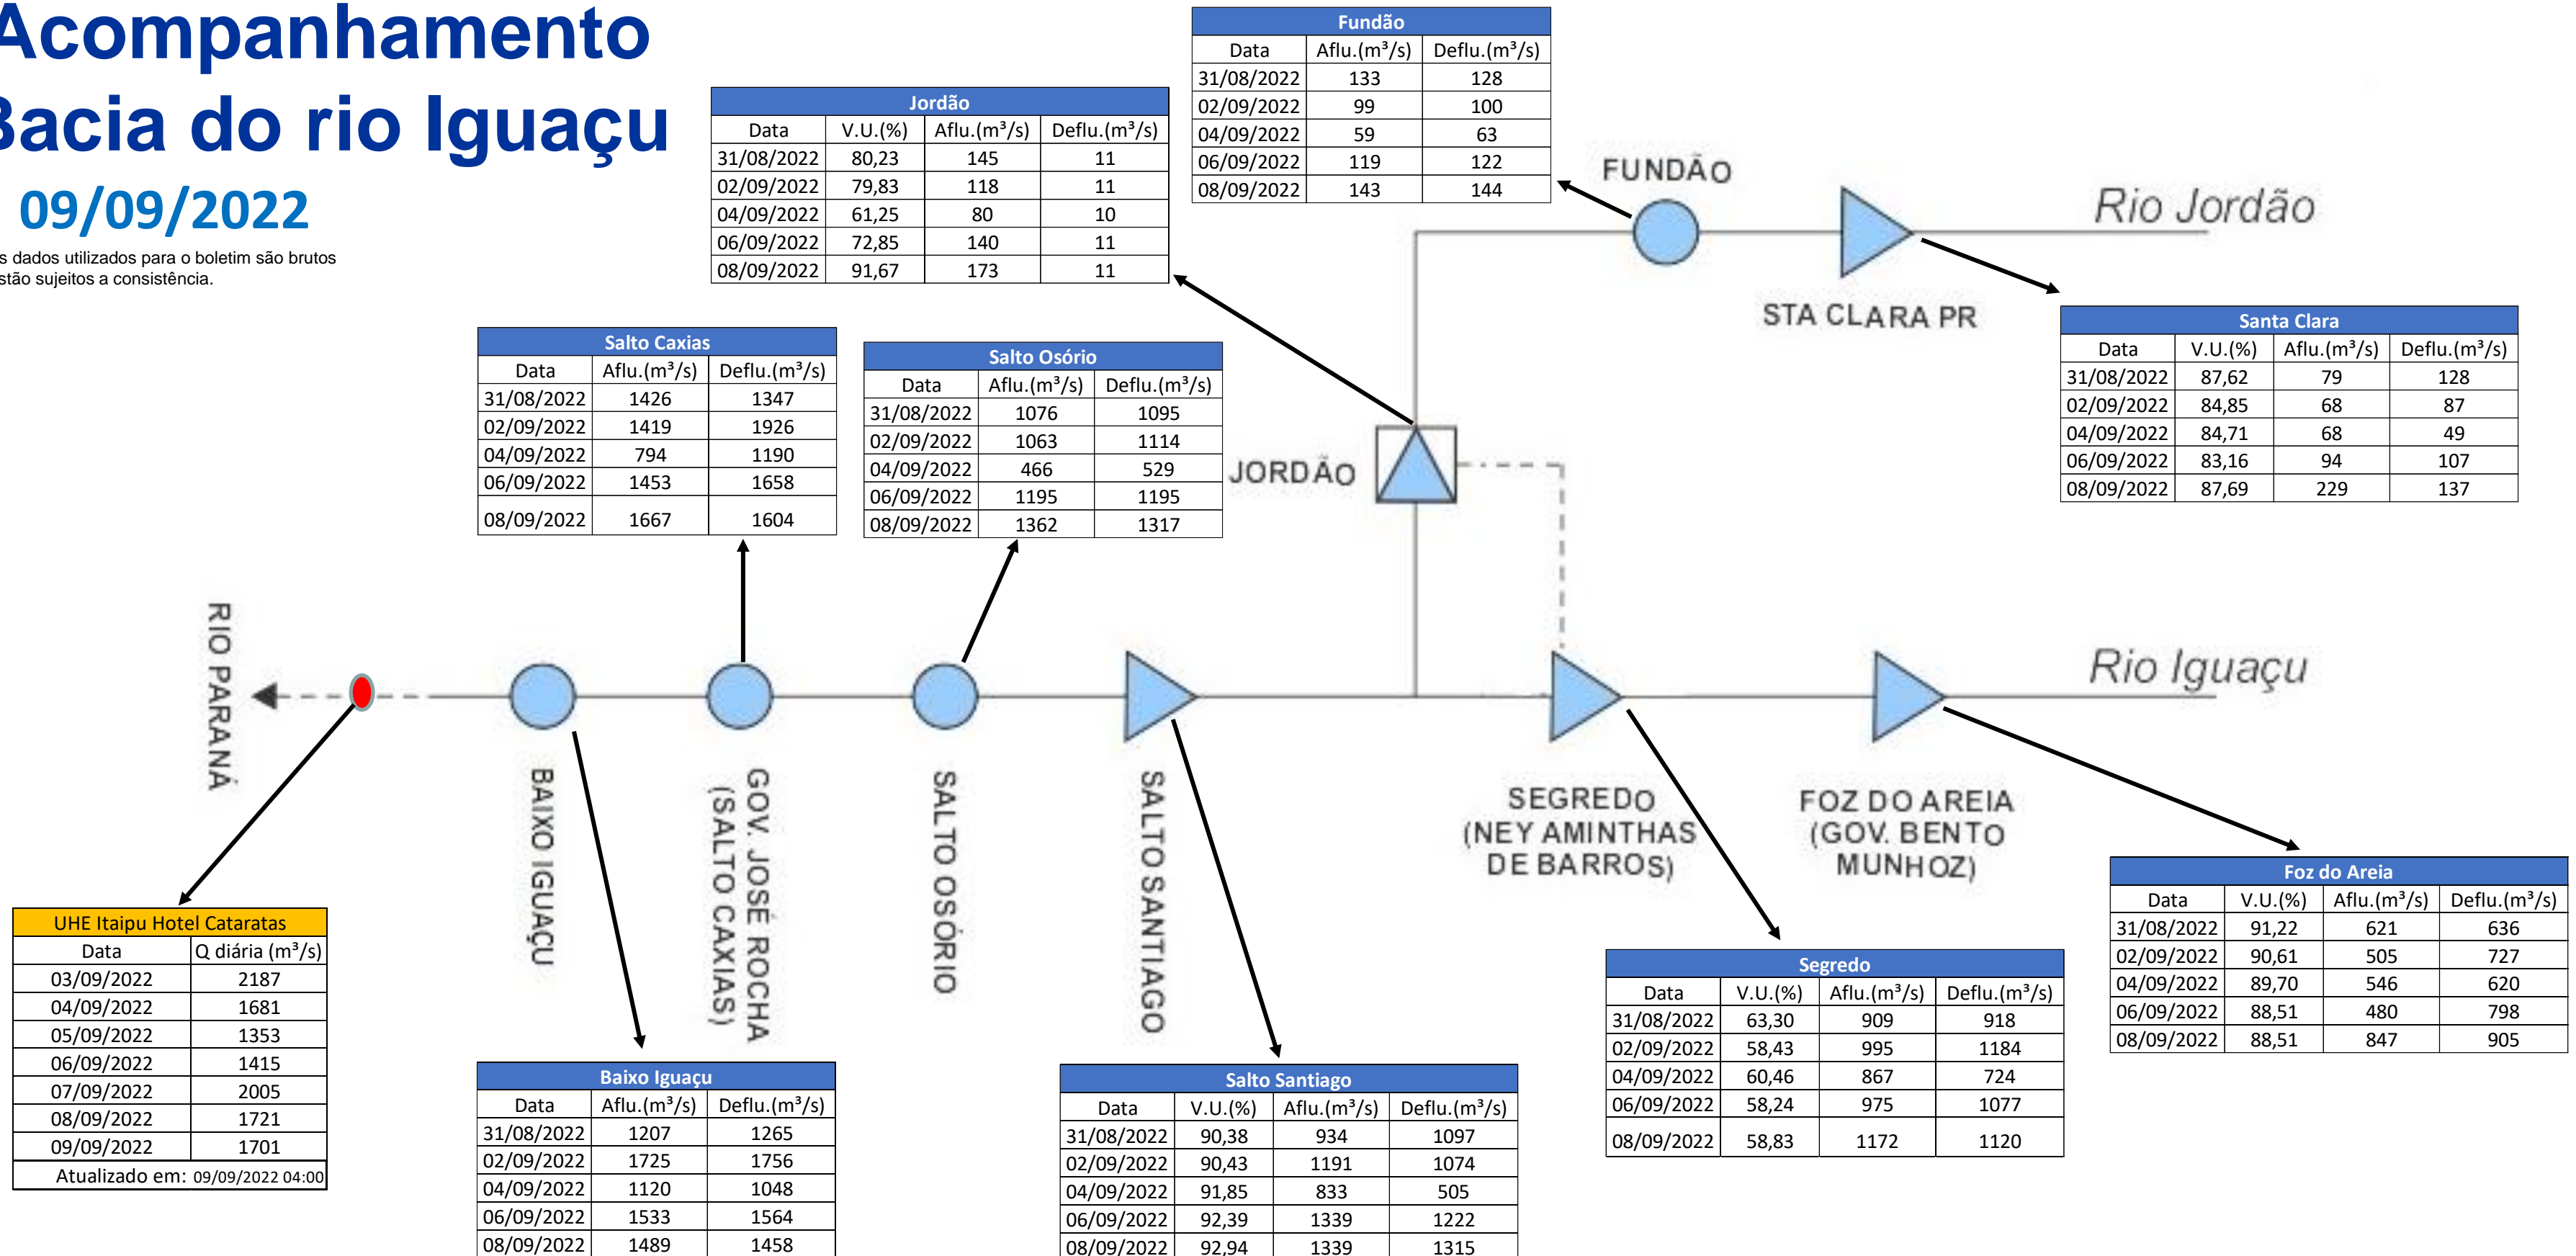 Acompanhamento
Bacia do rio Iguaçu
09/09/2022
s dados utilizados para o boletim são brutos
stão sujeitos a consistência.
Fundão
Data Aflu.(m³/s) Deflu.(m³/s)
31/08/2022 133 128
02/09/2022 99 100
04/09/2022 59 63
06/09/2022 119 122
08/09/2022 143 144
Jordão
Data V.U.(%) Aflu.(m³/s) Deflu.(m³/s)
31/08/2022 80,23 145 11
02/09/2022 79,83 118 11
04/09/2022 61,25 80 10
06/09/2022 72,85 140 11
08/09/2022 91,67 173 11
FUNDÃO
Rio Jordão
STA CLARA PR
Santa Clara
Data V.U.(%) Aflu.(m³/s) Deflu.(m³/s)
31/08/2022 87,62 79 128
02/09/2022 84,85 68 87
04/09/2022 84,71 68 49
06/09/2022 83,16 94 107
08/09/2022 87,69 229 137
Salto Caxias
Data Aflu.(m³/s) Deflu.(m³/s)
31/08/2022 1426 1347
02/09/2022 1419 1926
04/09/2022 794 1190
06/09/2022 1453 1658
08/09/2022 1667 1604
Salto Osório
Data Aflu.(m³/s) Deflu.(m³/s)
31/08/2022 1076 1095
02/09/2022 1063 1114
04/09/2022 466 529
06/09/2022 1195 1195
08/09/2022 1362 1317
JORDÃO
RIO PARANÁ
Rio Iguaçu
BAIXO IGUAÇU
GOV. JOSÉ ROCHA
(SALTO CAXIAS)
SALTO OSÓRIO
SALTO SANTIAGO
SEGREDO
(NEY AMINTHAS
DE BARROS)
FOZ DO AREIA
(GOV. BENTO
MUNHOZ)
Foz do Areia
Data V.U.(%) Aflu.(m³/s) Deflu.(m³/s)
31/08/2022 91,22 621 636
02/09/2022 90,61 505 727
04/09/2022 89,70 546 620
06/09/2022 88,51 480 798
08/09/2022 88,51 847 905
UHE Itaipu Hotel Cataratas
Data Q diária (m³/s)
03/09/2022 2187
04/09/2022 1681
05/09/2022 1353
06/09/2022 1415
07/09/2022 2005
08/09/2022 1721
09/09/2022 1701
Atualizado em: 09/09/2022 04:00
Segredo
Data V.U.(%) Aflu.(m³/s) Deflu.(m³/s)
31/08/2022 63,30 909 918
02/09/2022 58,43 995 1184
04/09/2022 60,46 867 724
06/09/2022 58,24 975 1077
08/09/2022 58,83 1172 1120
Baixo Iguaçu
Data Aflu.(m³/s) Deflu.(m³/s)
31/08/2022 1207 1265
02/09/2022 1725 1756
04/09/2022 1120 1048
06/09/2022 1533 1564
08/09/2022 1489 1458
Salto Santiago
Data V.U.(%) Aflu.(m³/s) Deflu.(m³/s)
31/08/2022 90,38 934 1097
02/09/2022 90,43 1191 1074
04/09/2022 91,85 833 505
06/09/2022 92,39 1339 1222
08/09/2022 92,94 1339 1315